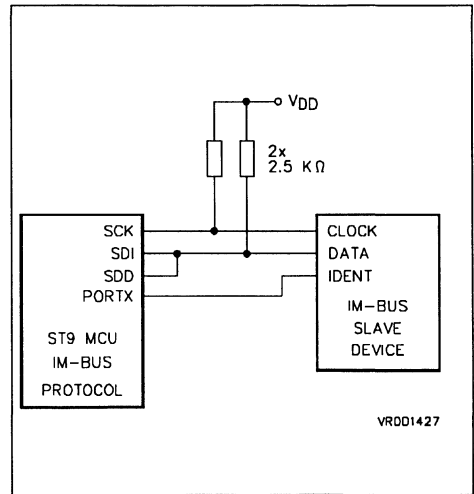 VDD
2x
2.5 KΩ
SCK
SDI
SDD
PORTX
ST9 MCU
IM-BUS
PROTOCOL
CLOCK
DATA
IDENT
IM-BUS
SLAVE
DEVICE
VRDD1427